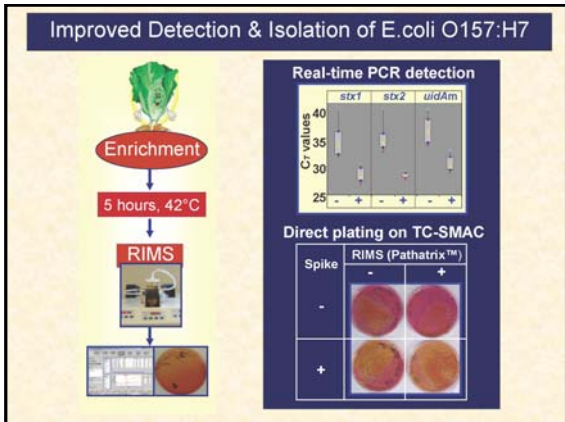 Improved Detection & Isolation of E.coli O157:H7
Enrichment
5 hours, 42°C
RIMS
Real-time PCR detection
stx1 stx2 uidAm
C_T values
40
35
30
25
- + - + - +
Direct plating on TC-SMAC
Spike
RIMS (Pathatrix™)
- +
-
+